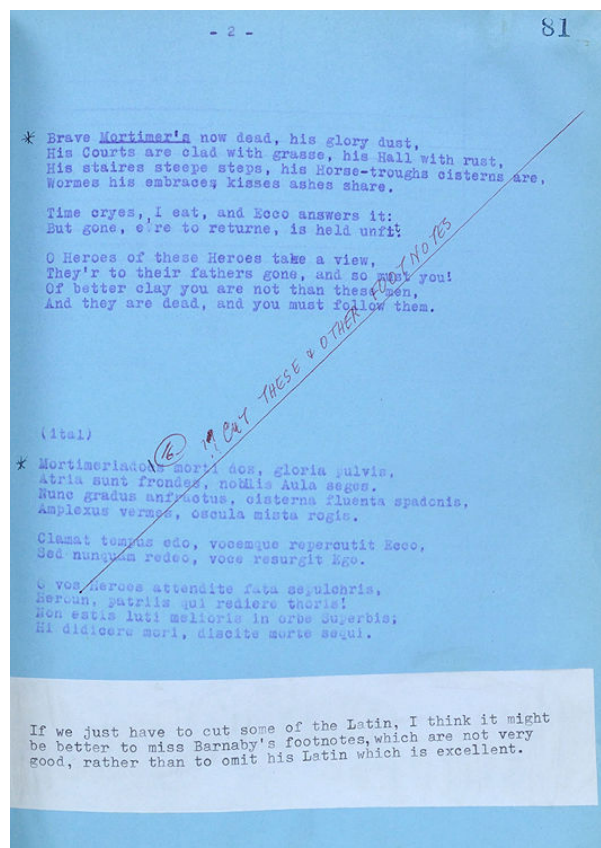 - 2 -
81
* Brave Mortimer's now dead, his glory dust,
His Courts are clad with grasse, his Hall with rust,
His staires steepe steps, his Horse-troughs cisterns are,
Wormes his embraces kisses ashes share.
Time cryes, I eat, and Ecco answers it:
But gone, e're to returne, is held unfit
O Heroes of these Heroes take a view,
They'r to their fathers gone, and so must you!
Of better clay you are not than these men,
And they are dead, and you must follow them.
?? CUT THESE & OTHER FOOTNOTES
16
(ital)
* Mortimeriados morti dos, gloria pulvis,
Atria sunt frondes, nobilis Aula seges.
Nunc gradus anfractus, cisterna fluenta spadonis,
Amplexus vermes, oscula mista rogis.
Clamat tempus edo, vocemque repercutit Ecco,
Sed nunquam redeo, voce resurgit Ego.
O vos Heroes attendite fata sepulchris,
Heroun, patriis qui rediere thoris!
Non estis luti melioris in orbe Superbis;
Hi didicere mori, discite morte sequi.
If we just have to cut some of the Latin, I think it might
be better to miss Barnaby's footnotes, which are not very
good, rather than to omit his Latin which is excellent.